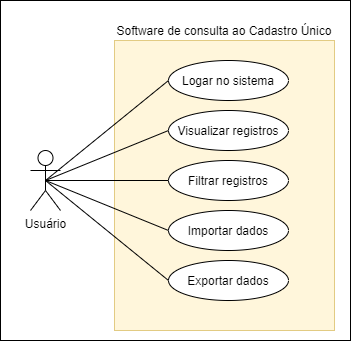 Software de consulta ao Cadastro Único
Logar no sistema
Visualizar registros
Filtrar registros
Usuário
Importar dados
Exportar dados